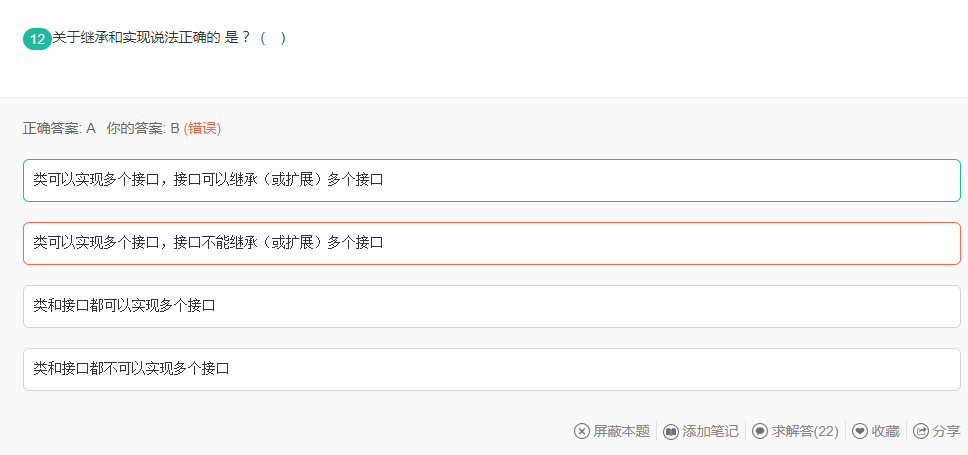 12 关于继承和实现说法正确的 是？（ ）
正确答案: A 你的答案: B (错误)
类可以实现多个接口，接口可以继承（或扩展）多个接口
类可以实现多个接口，接口不能继承（或扩展）多个接口
类和接口都可以实现多个接口
类和接口都不可以实现多个接口
屏蔽本题 添加笔记 求解答(22) 收藏 分享